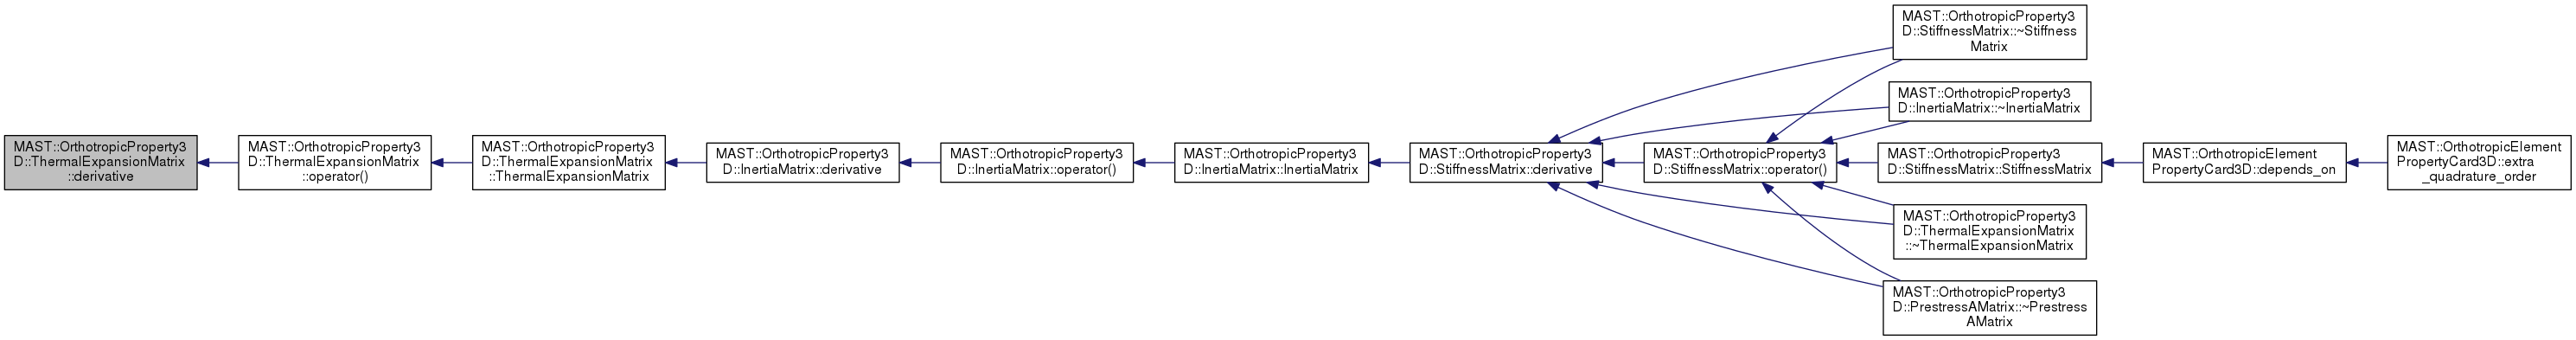 MAST::OrthotropicProperty3
D::ThermalExpansionMatrix
::derivative
MAST::OrthotropicProperty3
D::ThermalExpansionMatrix
::operator()
MAST::OrthotropicProperty3
D::ThermalExpansionMatrix
::ThermalExpansionMatrix
MAST::OrthotropicProperty3
D::InertiaMatrix::derivative
MAST::OrthotropicProperty3
D::InertiaMatrix::operator()
MAST::OrthotropicProperty3
D::InertiaMatrix::InertiaMatrix
MAST::OrthotropicProperty3
D::StiffnessMatrix::derivative
MAST::OrthotropicProperty3
D::StiffnessMatrix::~Stiffness
Matrix
MAST::OrthotropicProperty3
D::InertiaMatrix::~InertiaMatrix
MAST::OrthotropicProperty3
D::StiffnessMatrix::operator()
MAST::OrthotropicProperty3
D::StiffnessMatrix::StiffnessMatrix
MAST::OrthotropicProperty3
D::ThermalExpansionMatrix
::~ThermalExpansionMatrix
MAST::OrthotropicProperty3
D::PrestressAMatrix::~Prestress
AMatrix
MAST::OrthotropicElement
PropertyCard3D::depends_on
MAST::OrthotropicElement
PropertyCard3D::extra
_quadrature_order